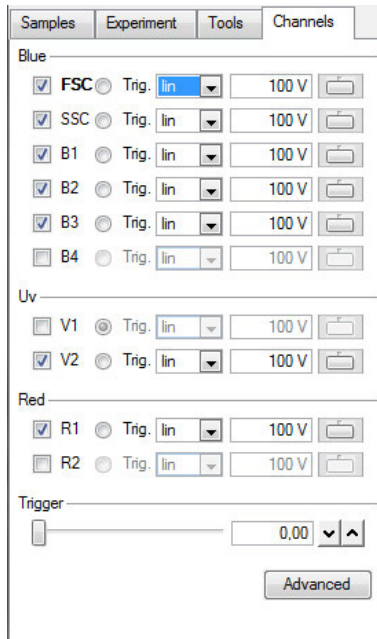 Samples Experiment Tools Channels
Blue
FSC Trig. lin 100 V
SSC Trig. lin 100 V
B1 Trig. lin 100 V
B2 Trig. lin 100 V
B3 Trig. lin 100 V
B4 Trig. lin 100 V
Uv
V1 Trig. lin 100 V
V2 Trig. lin 100 V
Red
R1 Trig. lin 100 V
R2 Trig. lin 100 V
Trigger
0,00
Advanced